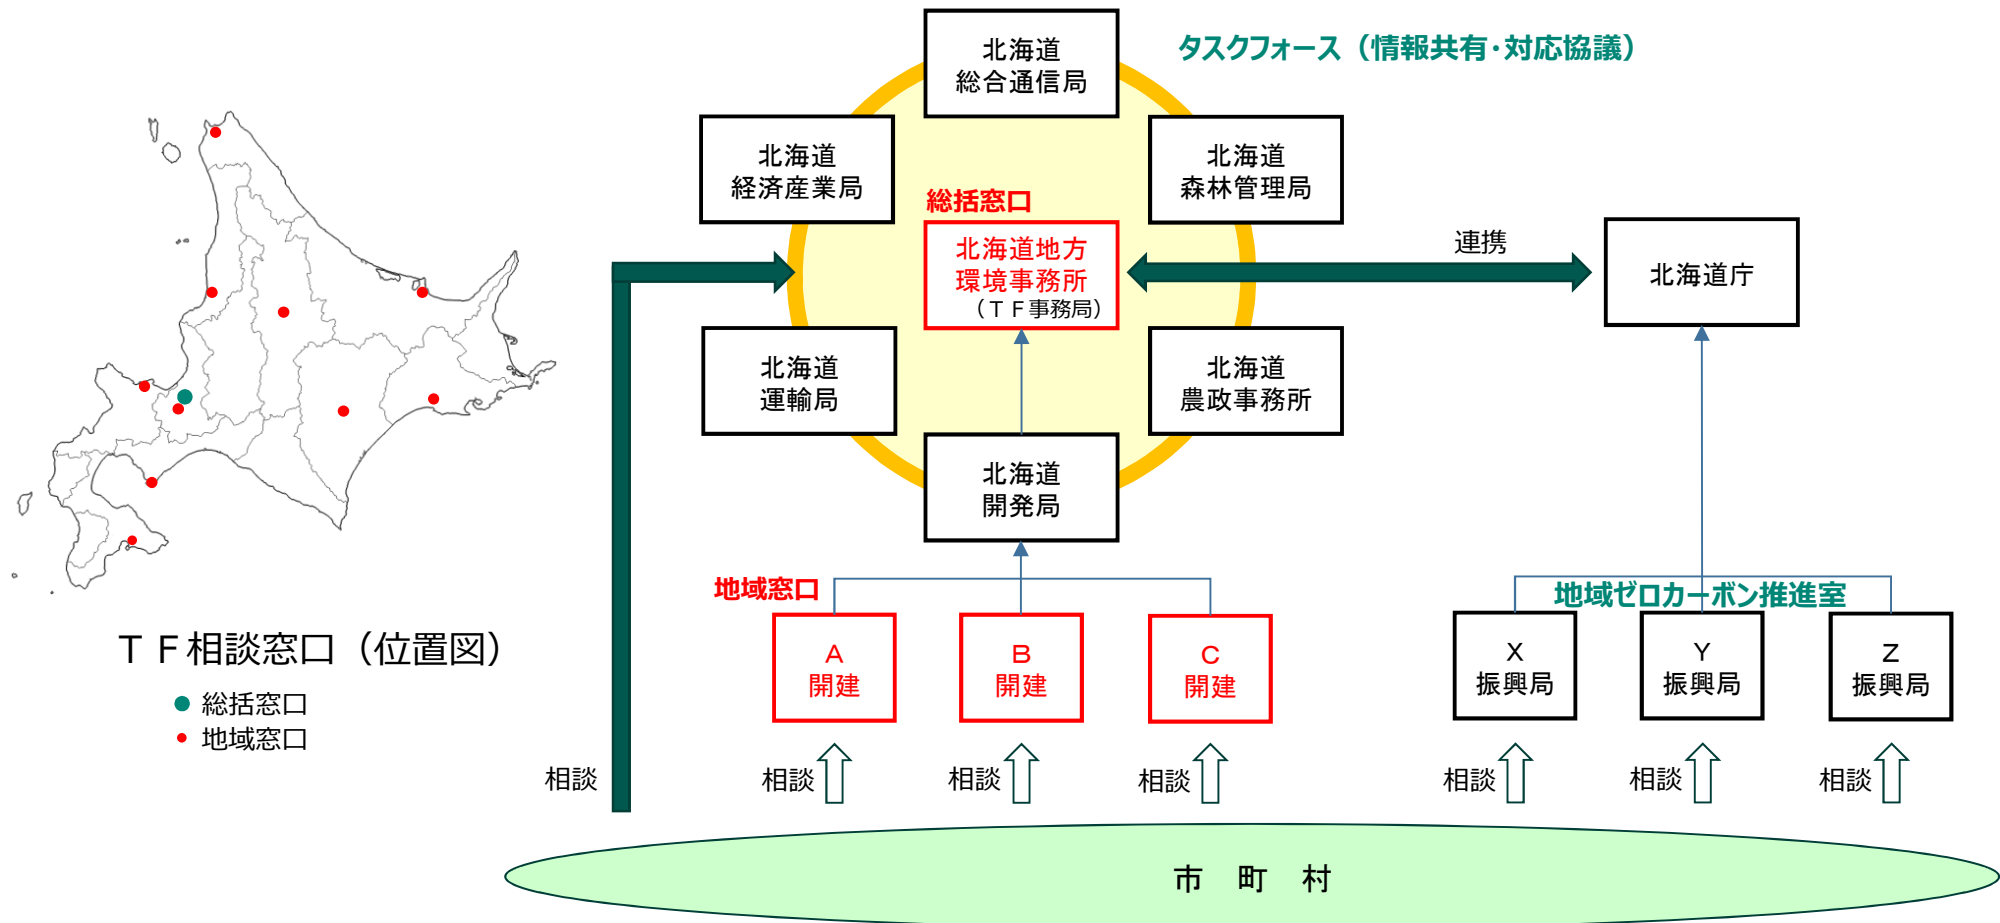 タスクフォース（情報共有・対応協議）
北海道
総合通信局
北海道
経済産業局
北海道
森林管理局
総括窓口
北海道地方
環境事務所
（ＴＦ事務局）
連携
北海道庁
北海道
運輸局
北海道
農政事務所
北海道
開発局
地域窓口
地域ゼロカーボン推進室
A
開建
B
開建
C
開建
X
振興局
Y
振興局
Z
振興局
ＴＦ相談窓口（位置図）
総括窓口
地域窓口
相談
相談
相談
相談
相談
相談
相談
市　町　村